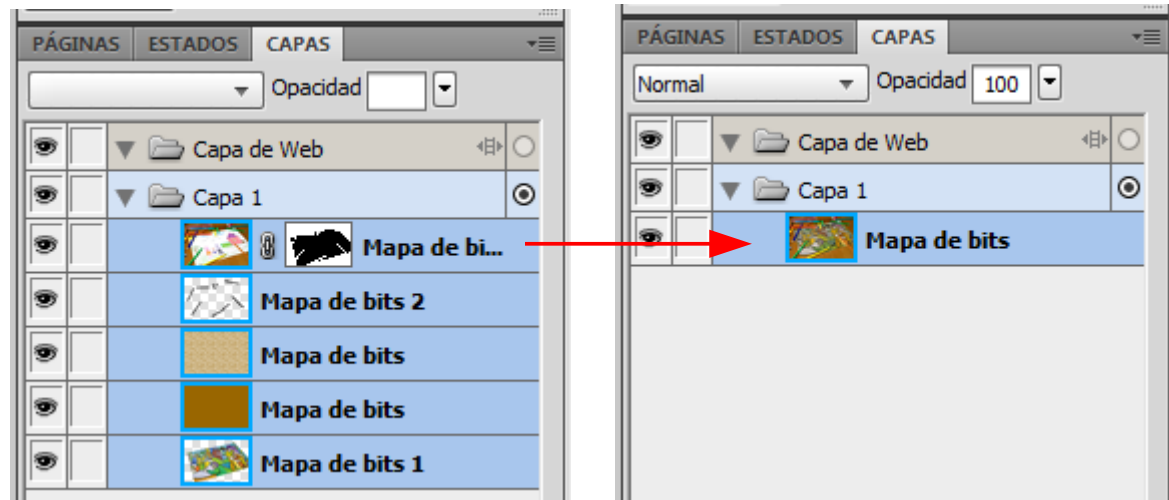 PÁGINAS ESTADOS CAPAS
Opacidad
Capa de Web
Capa 1
Mapa de bi...
Mapa de bits 2
Mapa de bits
Mapa de bits
Mapa de bits 1
PÁGINAS ESTADOS CAPAS
Normal Opacidad 100
Capa de Web
Capa 1
Mapa de bits